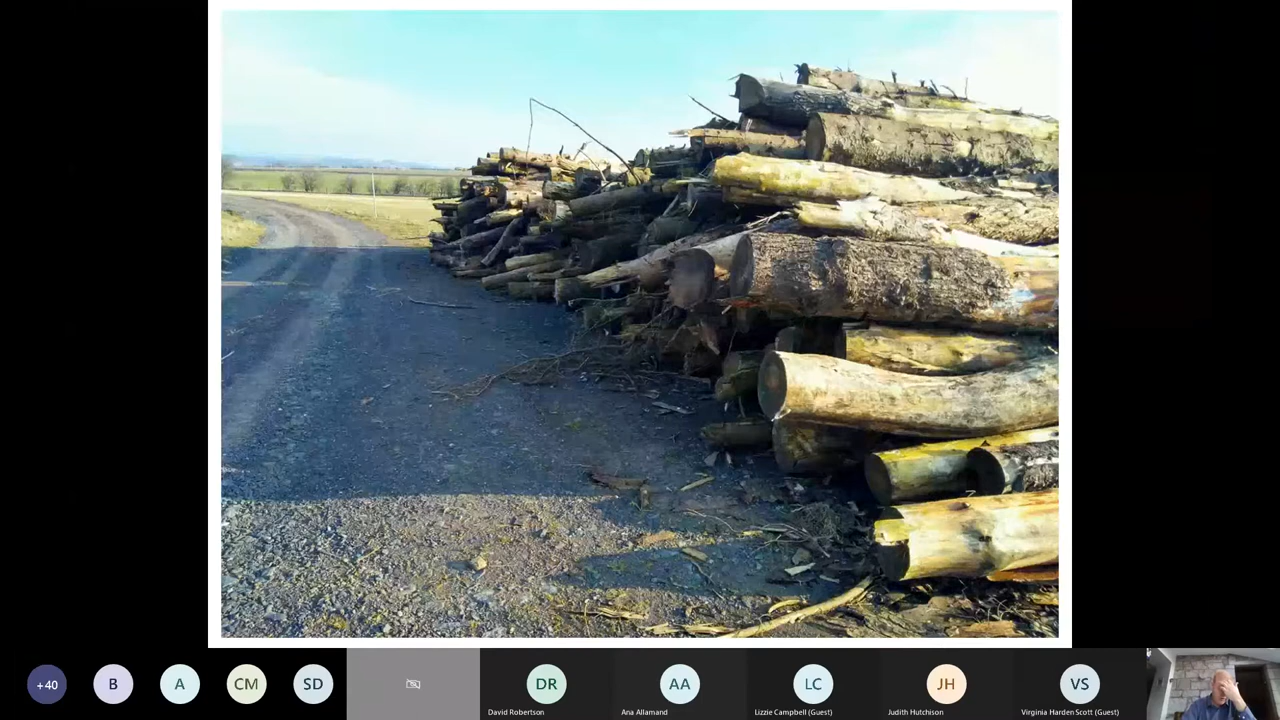 +40
B
A
CM
SD
DR
David Robertson
AA
Ana Allamand
LC
Lizzie Campbell (Guest)
JH
Judith Hutchison
VS
Virginia Harden Scott (Guest)